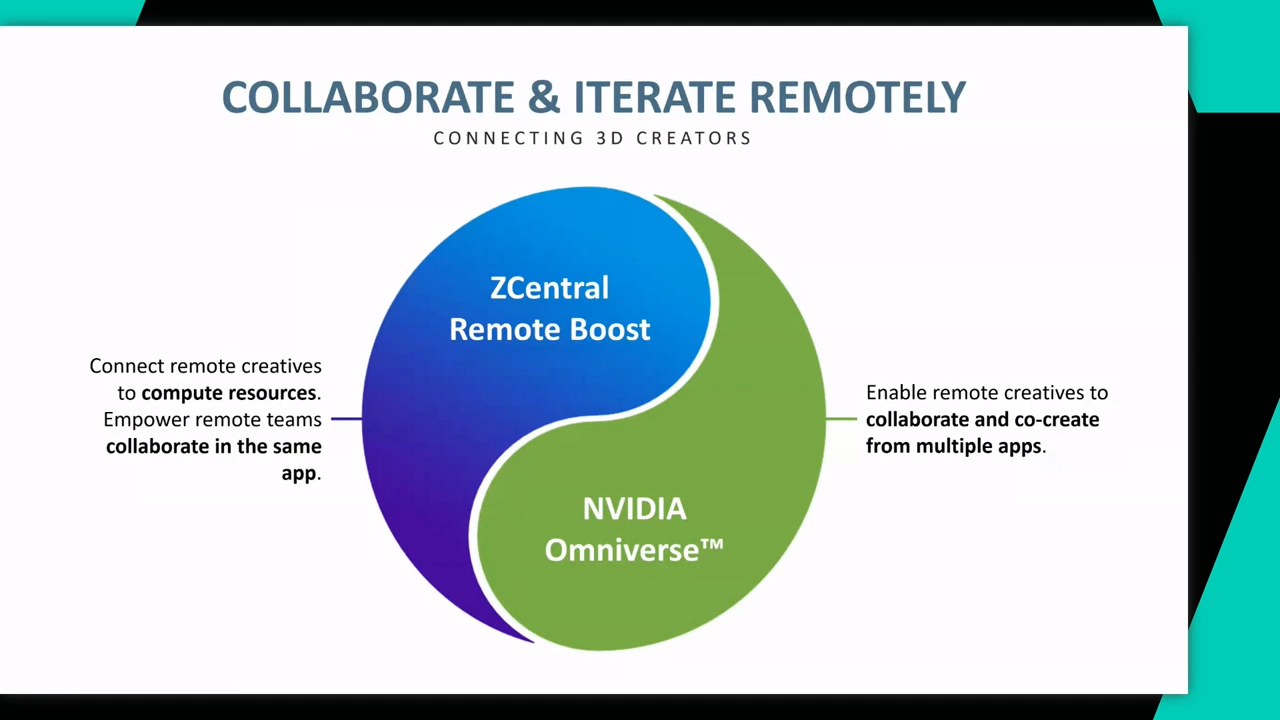 COLLABORATE & ITERATE REMOTELY
CONNECTING 3D CREATORS
ZCentral
Remote Boost
Connect remote creatives
to compute resources.
Empower remote teams
collaborate in the same
app.
Enable remote creatives to
collaborate and co-create
from multiple apps.
NVIDIA
Omniverse™